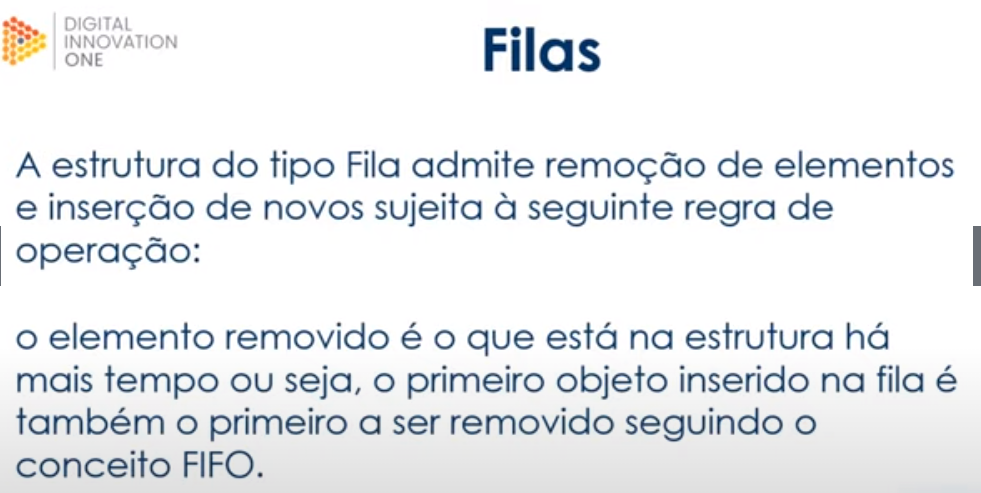 DIGITAL
INNOVATION
ONE
Filas
A estrutura do tipo Fila admite remoção de elementos
e inserção de novos sujeita à seguinte regra de
operação:
o elemento removido é o que está na estrutura há
mais tempo ou seja, o primeiro objeto inserido na fila é
também o primeiro a ser removido seguindo o
conceito FIFO.